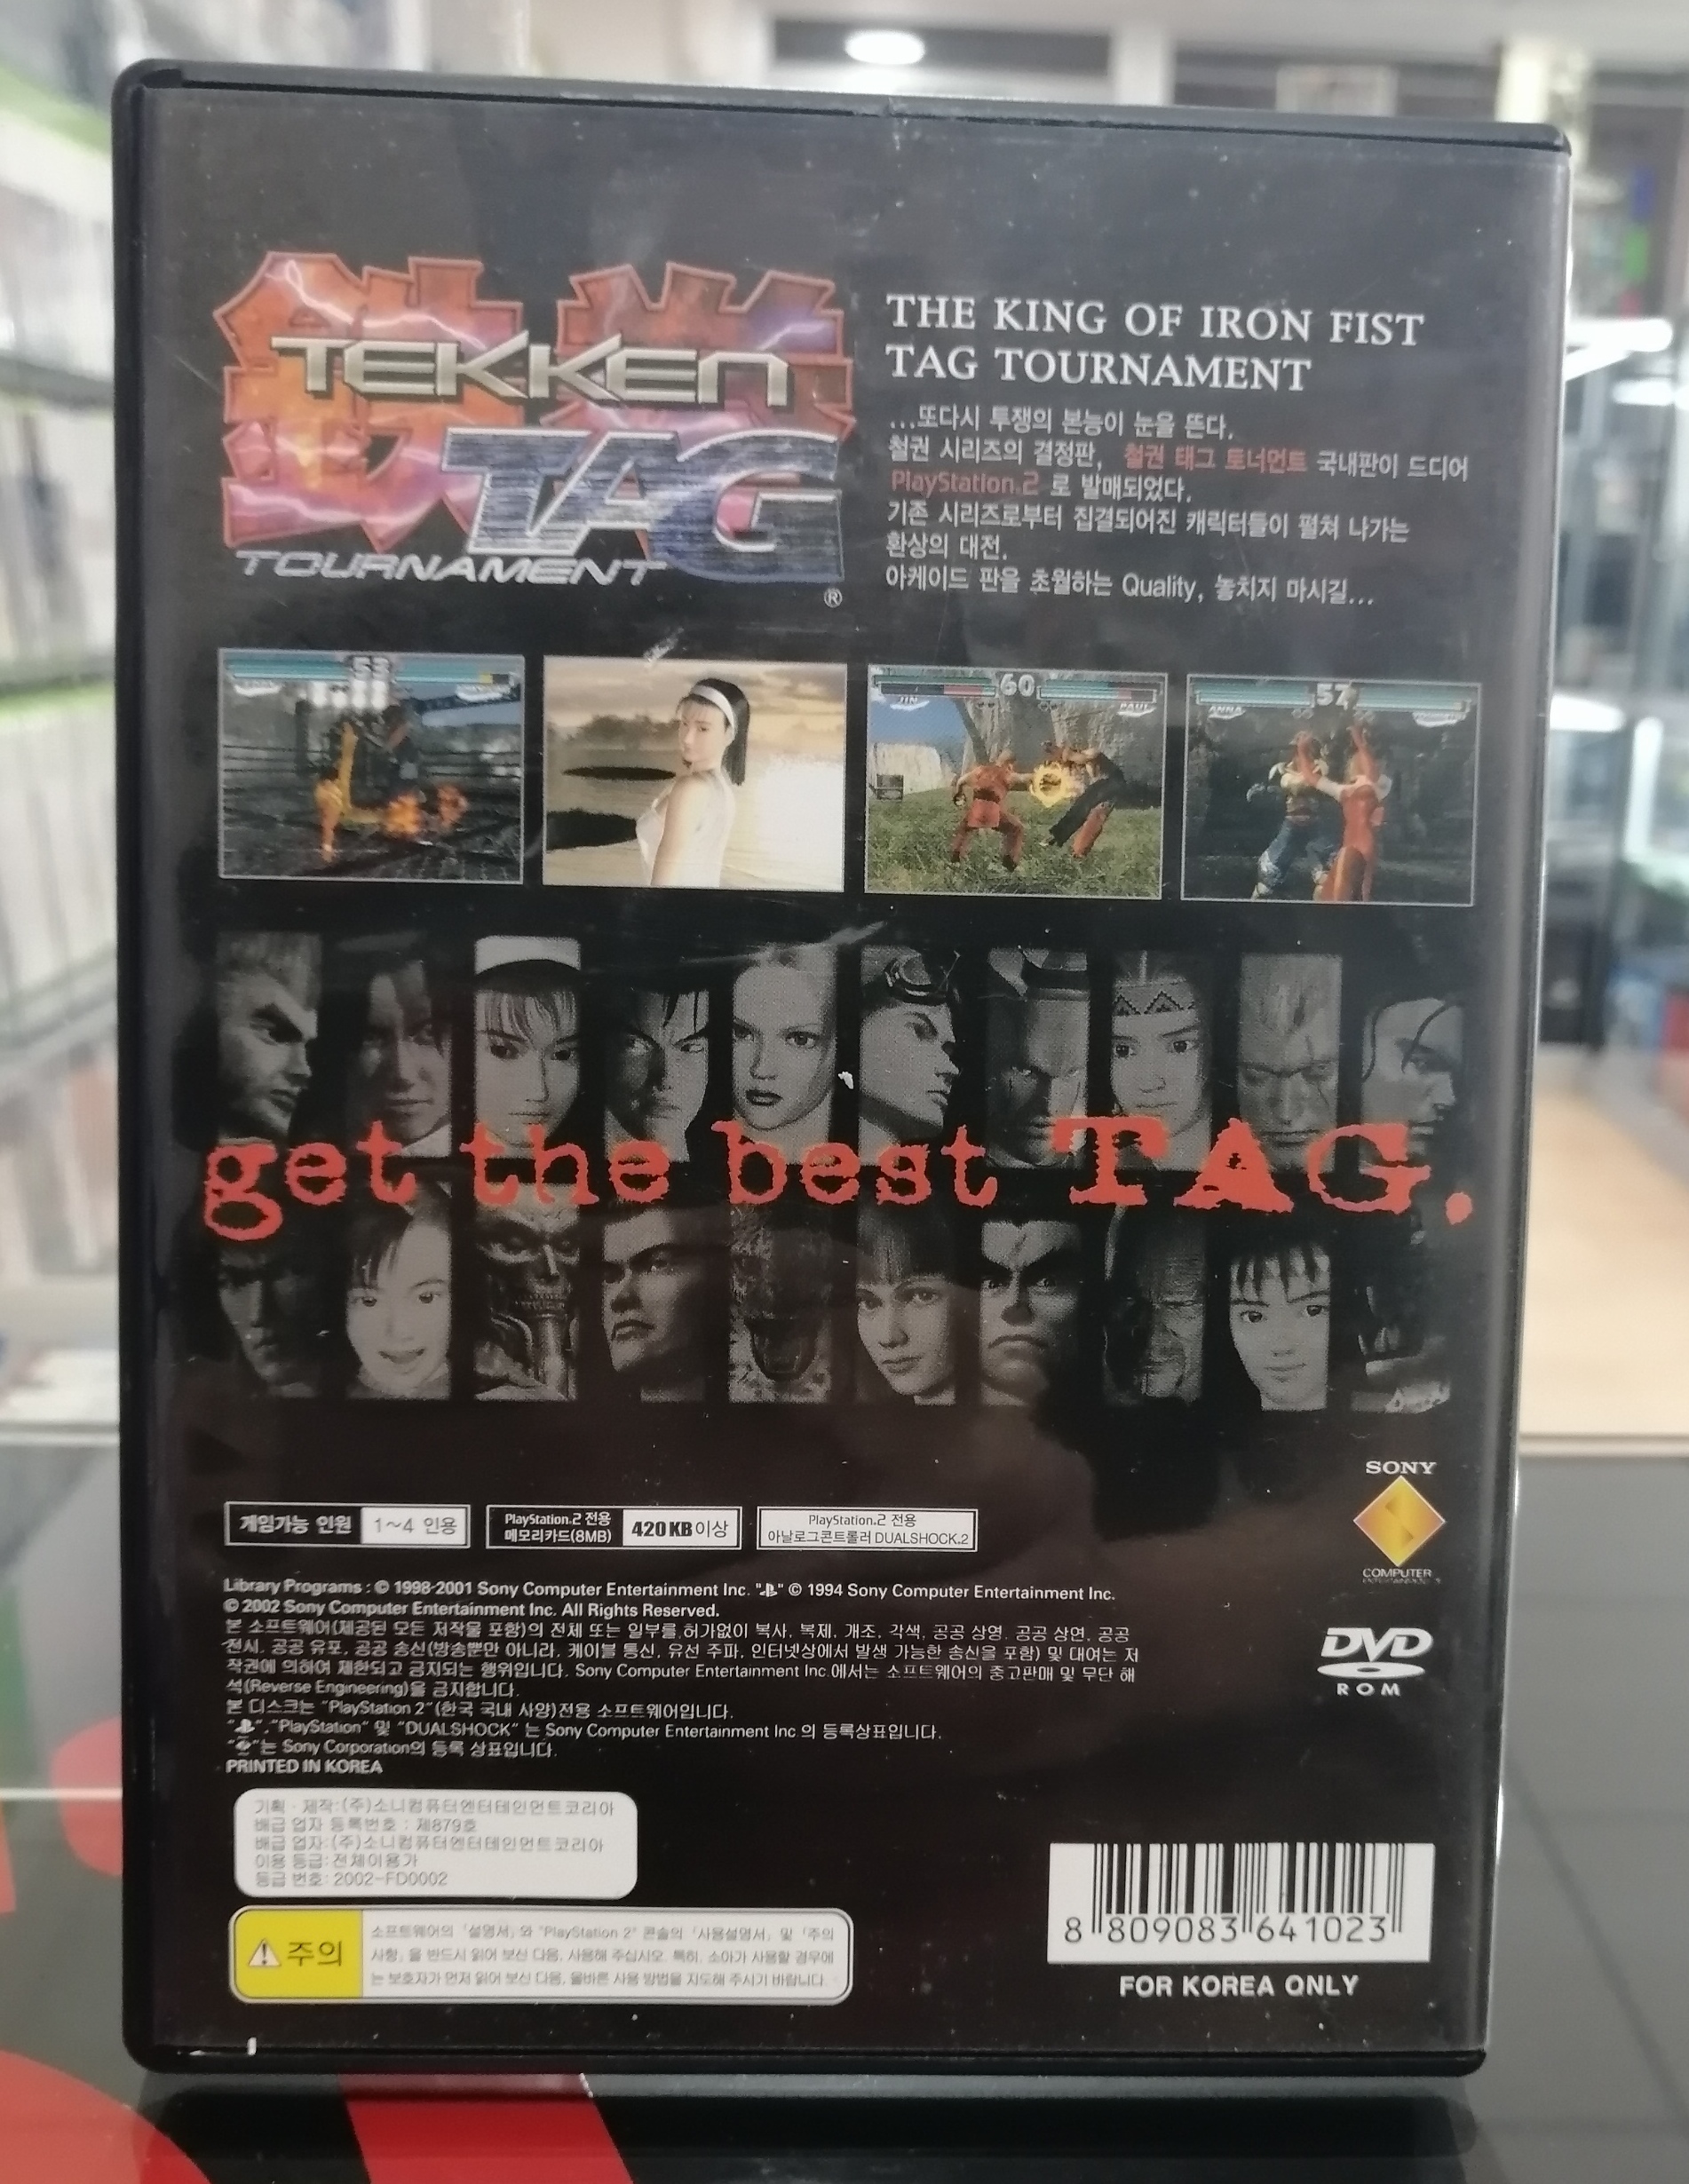 TEKKEN
TAG
TOURNAMENT
®
THE KING OF IRON FIST
TAG TOURNAMENT
...또다시 투쟁의 본능이 눈을 뜬다.
철권 시리즈의 결정판, 철권 태그 토너먼트 국내판이 드디어
PlayStation.2 로 발매되었다.
기존 시리즈로부터 집결되어진 캐릭터들이 펼쳐 나가는
환상의 대전.
아케이드 판을 초월하는 Quality, 놓치지 마시길...
53
60
JIN
PAUL
57
ANNA
get the best TAG.
SONY
COMPUTER
게임가능 인원 1~4 인용
PlayStation.2 전용
메모리카드(8MB) 420KB이상
PlayStation.2 전용
아날로그콘트롤러 DUALSHOCK.2
Library Programs : © 1998-2001 Sony Computer Entertainment Inc. "" © 1994 Sony Computer Entertainment Inc.
© 2002 Sony Computer Entertainment Inc. All Rights Reserved.
본 소프트웨어(제공된 모든 저작물 포함)의 전체 또는 일부를 허가없이 복사, 복제, 개조, 각색, 공공 상영, 공공 상연, 공공
전시, 공공 유포, 공공 송신(방송뿐만 아니라, 케이블 통신, 유선 주파, 인터넷상에서 발생 가능한 송신을 포함) 및 대여는 저
작권에 의하여 제한되고 금지되는 행위입니다. Sony Computer Entertainment Inc.에서는 소프트웨어의 중고판매 및 무단 해
석(Reverse Engineering)을 금지합니다.
본 디스크는 "PlayStation 2"(한국 국내 사양)전용 소프트웨어입니다.
"","PlayStation" 및 "DUALSHOCK" 는 Sony Computer Entertainment Inc.의 등록상표입니다.
""는 Sony Corporation의 등록 상표입니다.
PRINTED IN KOREA
DVD
ROM
기획 · 제작:(주)소니컴퓨터엔터테인먼트코리아
배급 업자 등록번호 : 제879호
배급 업자:(주)소니컴퓨터엔터테인먼트코리아
이용 등급: 전체이용가
등급 번호: 2002-FD0002
주의
소프트웨어의 「설명서」와 "PlayStation 2" 콘솔의 「사용설명서」 및 「주의
사항」을 반드시 읽어 보신 다음, 사용해 주십시오. 특히, 소아가 사용할 경우에
는 보호자가 먼저 읽어 보신 다음, 올바른 사용 방법을 지도해 주시기 바랍니다.
8 809083 641023
FOR KOREA ONLY